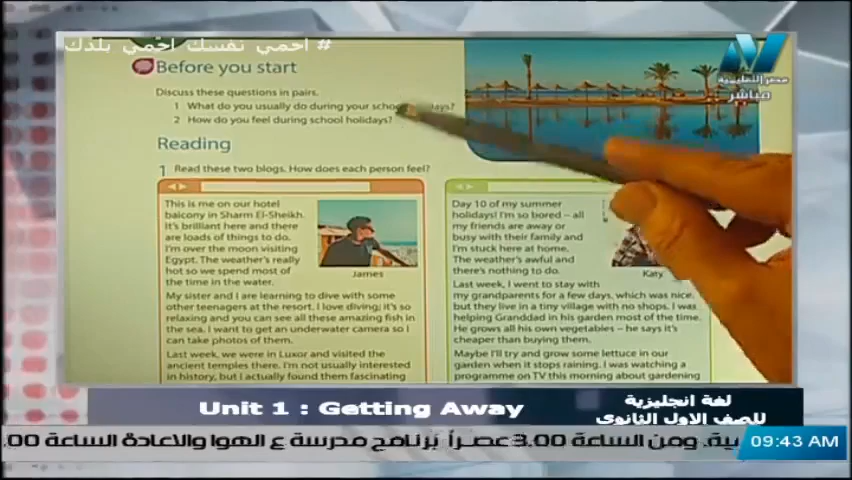 # احمي نفسك احمي بلدك
مصر التعليمية
مباشر
Before you start
Discuss these questions in pairs.
1 What do you usually do during your
2 How do you feel during school holidays?
Reading
1 Read these two blogs. How does each person feel?
This is me on our hotel
balcony in Sharm El-Sheikh.
It's brilliant here and there
are loads of things to do.
I'm over the moon visiting
Egypt. The weather's really
hot so we spend most of
the time in the water.
James
My sister and I are learning to dive with some
other teenagers at the resort. I love diving; it's so
relaxing and you can see all these amazing fish in
the sea. I want to get an underwater camera so I
can take photos of them.
Last week, we were in Luxor and visited the
ancient temples there. I'm not usually interested
in history, but I actually found them fascinating
Day 10 of my summer
holidays! I'm so bored – all
my friends are away or
busy with their family and
I'm stuck here at home.
The weather's awful and
there's nothing to do.
Katy
Last week, I went to stay with
my grandparents for a few days, which was nice,
but they live in a tiny village with no shops. I was
helping Granddad in his garden most of the time.
He grows all his own vegetables – he says it's
cheaper than buying them.
Maybe I'll try and grow some lettuce in our
garden when it stops raining. I was watching a
programme on TV this morning about gardening
Unit 1 : Getting Away
لغة انجليزية
للصف الاول الثانوى
ومن الساعة 3.00 عصراً برنامج مدرسة ع الهوا والاعادة الساعة
09:43 AM